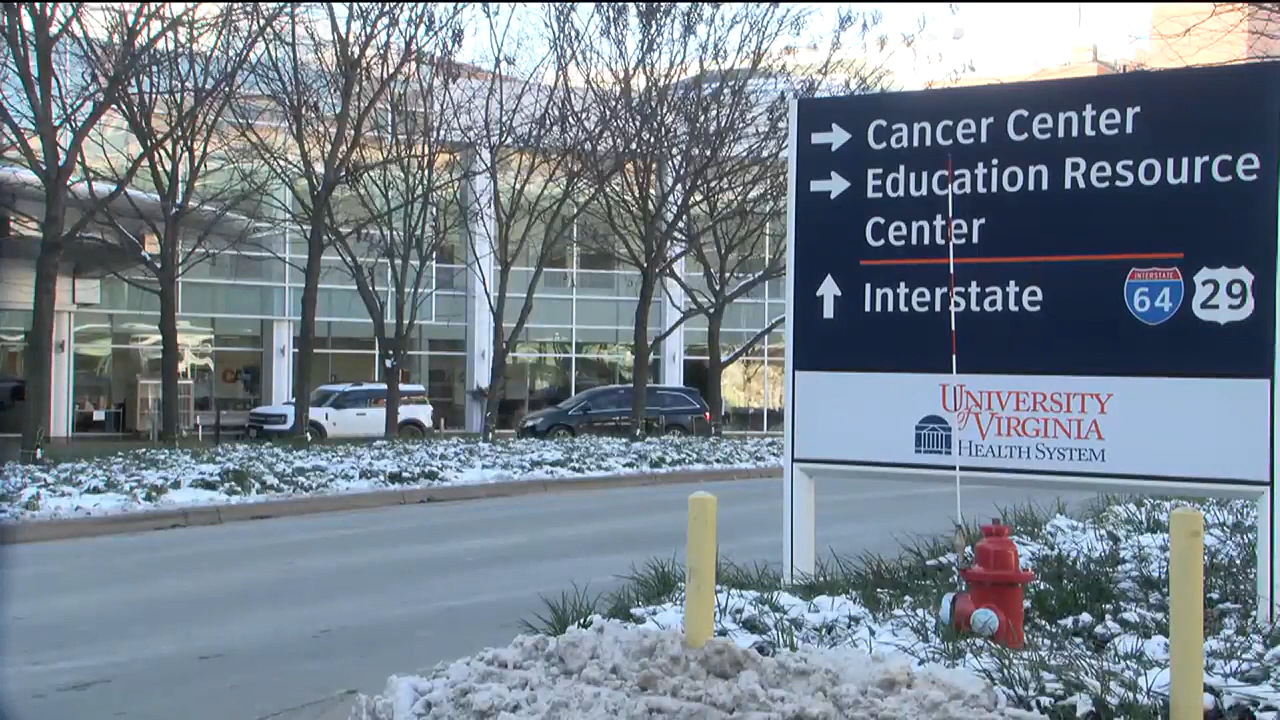 Cancer Center
Education Resource
Center
Interstate
INTERSTATE
64
29
UNIVERSITY
of VIRGINIA
HEALTH SYSTEM